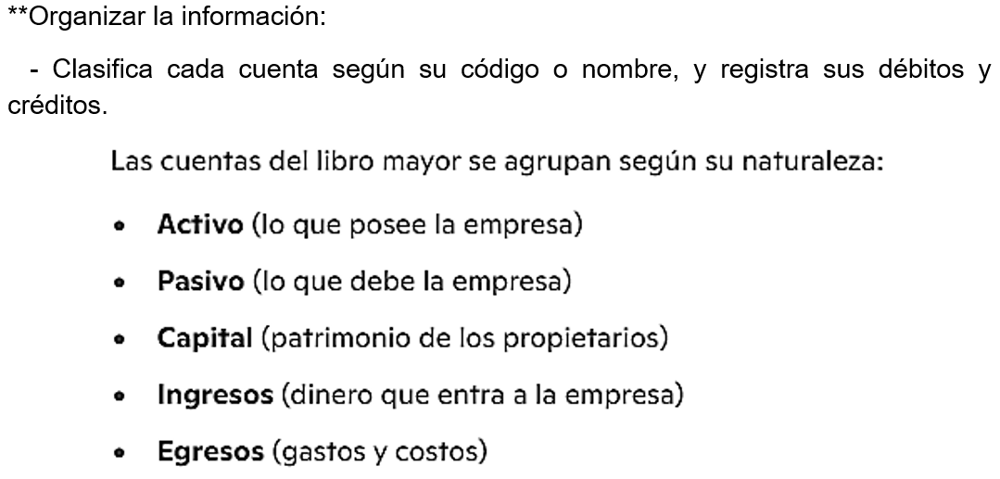 **Organizar la información:
- Clasifica cada cuenta según su código o nombre, y registra sus débitos y
créditos.
Las cuentas del libro mayor se agrupan según su naturaleza:
• Activo (lo que posee la empresa)
• Pasivo (lo que debe la empresa)
• Capital (patrimonio de los propietarios)
• Ingresos (dinero que entra a la empresa)
• Egresos (gastos y costos)